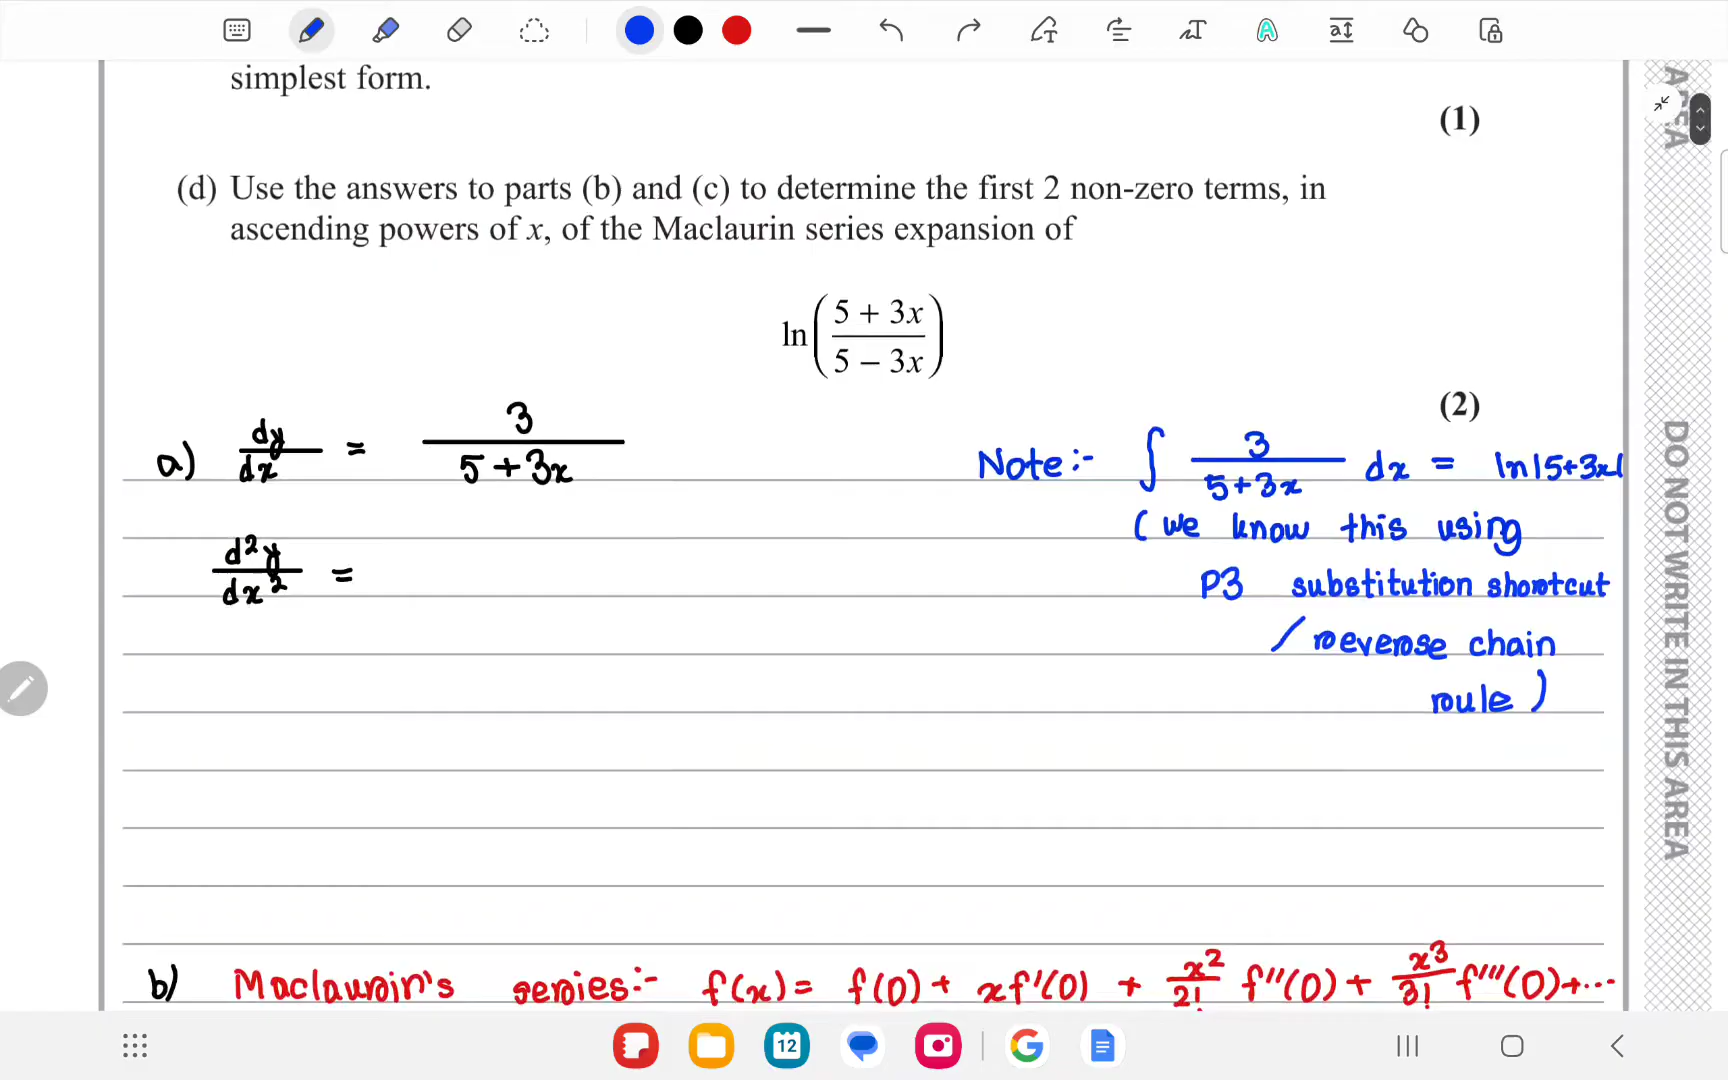 simplest form.
(1)
(d) Use the answers to parts (b) and (c) to determine the first 2 non-zero terms, in
ascending powers of x, of the Maclaurin series expansion of
ln((5 + 3x)/(5 − 3x))
(2)
a) dy/dx = 3/(5+3x)
Note:- ∫ 3/(5+3x) dx = ln|5+3x|
(we know this using
P3 substitution shortcut
/ reverse chain
rule)
d²y/dx² =
b) Maclaurin's series:- f(x) = f(0) + xf'(0) + x²/2! f''(0) + x³/3! f'''(0)+...
DO NOT WRITE IN THIS AREA
AREA
12